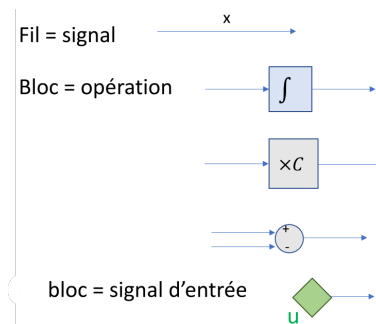 x
Fil = signal
Bloc = opération
∫
×C
+
-
bloc = signal d'entrée
u